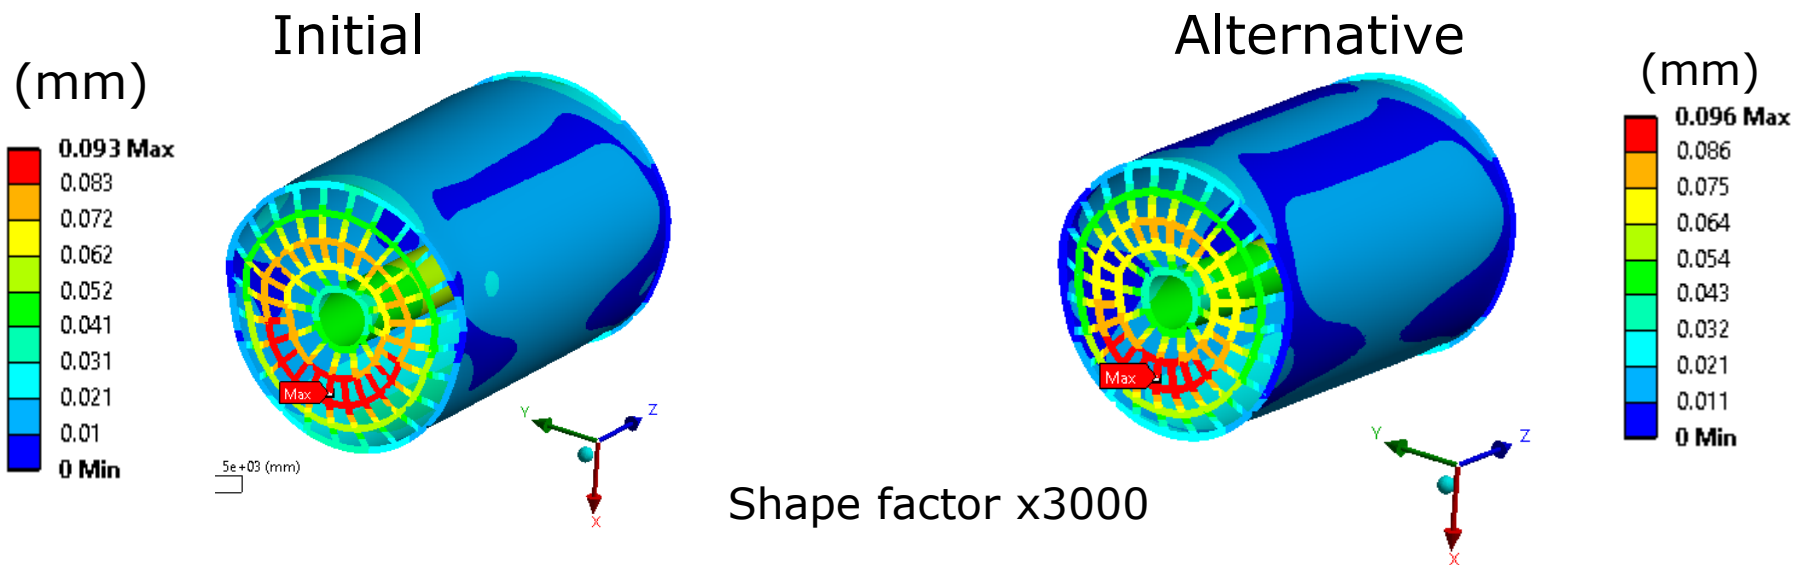 Initial
Alternative
(mm)
(mm)
0.093 Max
0.083
0.072
0.062
0.052
0.041
0.031
0.021
0.01
0 Min
0.096 Max
0.086
0.075
0.064
0.054
0.043
0.032
0.021
0.011
0 Min
Max
Max
Y
Z
X
Y
Z
X
5e+03 (mm)
Shape factor x3000